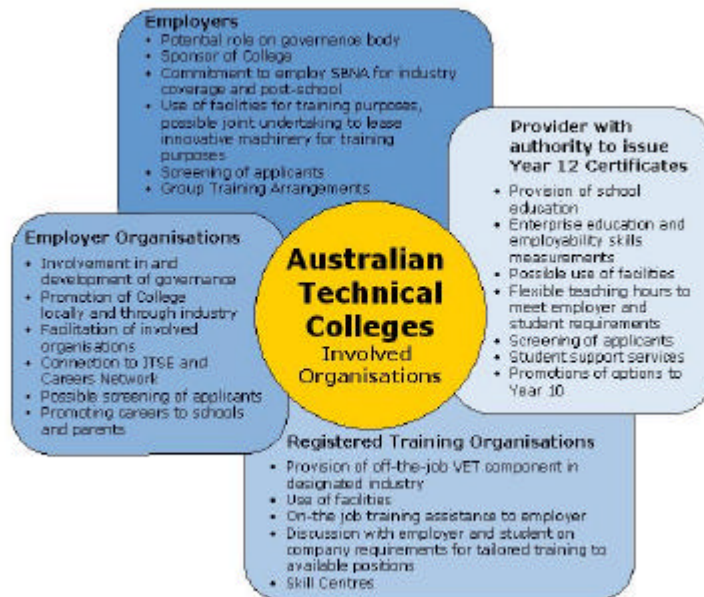 Employers
• Potential role on governance body
• Sponsor of College
• Commitment to employ SBNA for industry
coverage and post-school
• Use of facilities for training purposes,
possible joint undertaking to lease
innovative machinery for training
purposes
• Screening of applicants
• Group Training Arrangements
Provider with
authority to issue
Year 12 Certificates
• Provision of school
education
• Enterprise education and
employability skills
measurements
• Possible use of facilities
• Flexible teaching hours to
meet employer and
student requirements
• Screening of applicants
• Student support services
• Promotions of options to
Year 10
Employer Organisations
• Involvement in and
development of governance
• Promotion of College
locally and through industry
• Facilitation of involved
organisations
• Connection to ITSE and
Careers Network
• Possible screening of applicants
• Promoting careers to schools
and parents
Australian
Technical
Colleges
Involved
Organisations
Registered Training Organisations
• Provision of off-the-job VET component in
designated industry
• Use of facilities
• On-the job training assistance to employer
• Discussion with employer and student on
company requirements for tailored training to
available positions
• Skill Centres